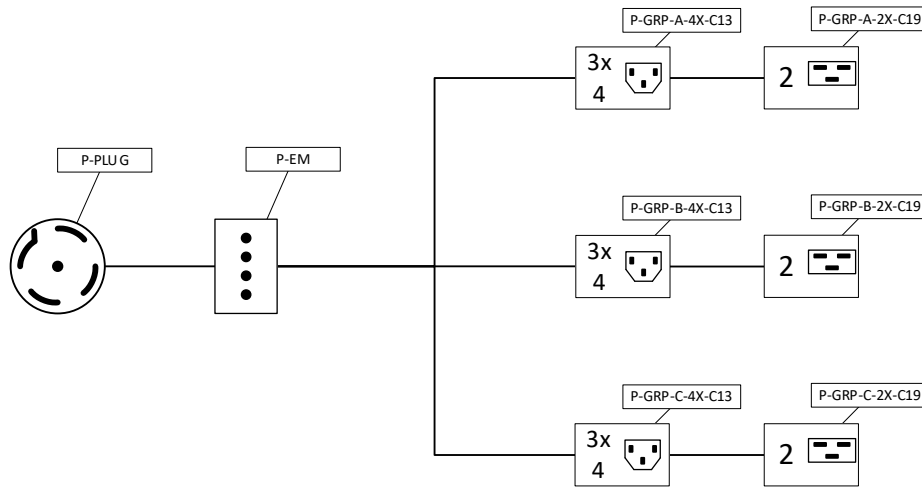 P-GRP-A-4X-C13
P-GRP-A-2X-C19
3x
4
2
P-PLUG
P-EM
P-GRP-B-4X-C13
P-GRP-B-2X-C19
3x
4
2
P-GRP-C-4X-C13
P-GRP-C-2X-C19
3x
4
2